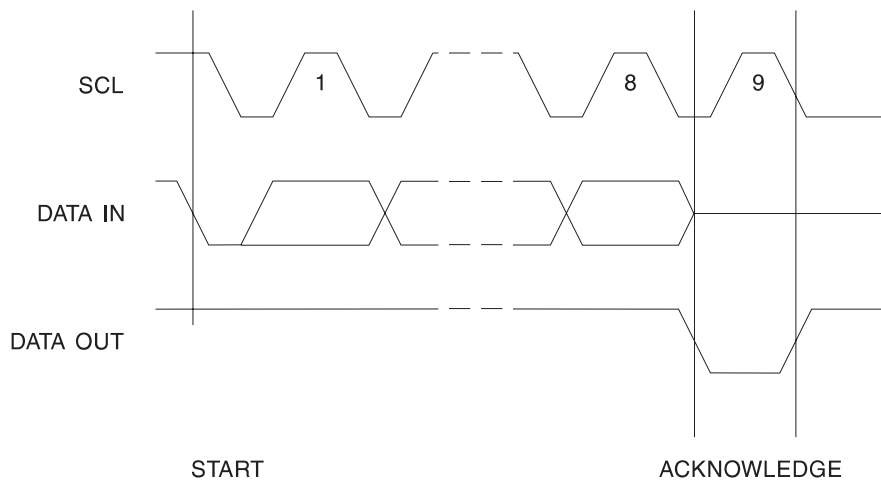 SCL
1
8
9
DATA IN
DATA OUT
START
ACKNOWLEDGE